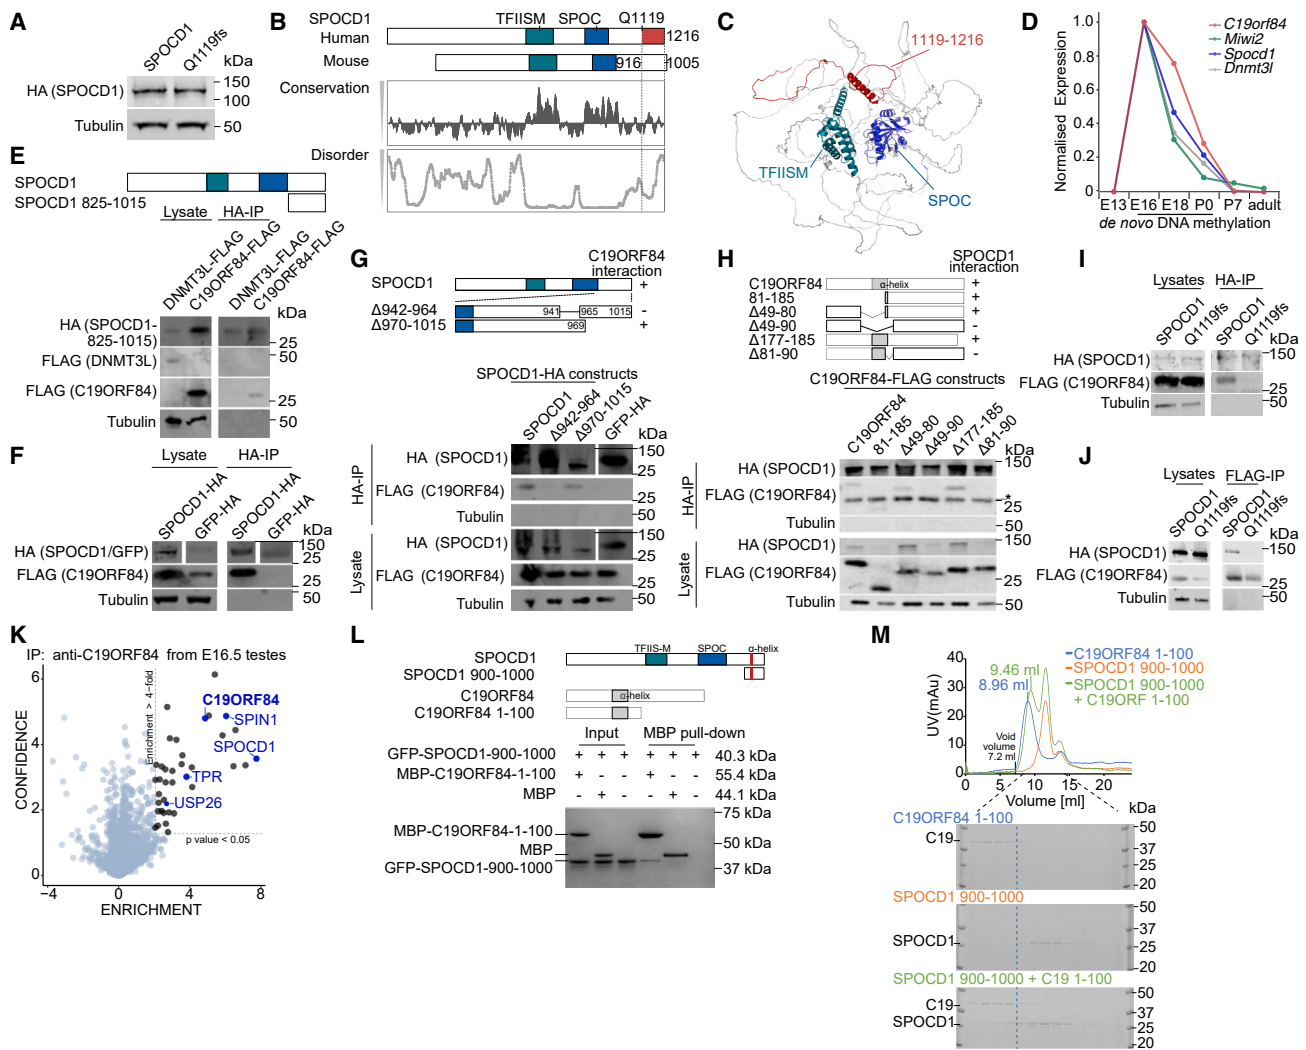 A
SPOCD1
Q1119fs
kDa
HA (SPOCD1)
150
100
Tubulin
50
B
TFIISM SPOC Q1119
SPOCD1
Human
1216
Mouse
916
1005
Conservation
Disorder
C
1119-1216
TFIISM
SPOC
D
Normalised Expression
1.0
0.8
0.6
0.4
0.2
0
C19orf84
Miwi2
Spocd1
Dnmt3l
E13 E16 E18 P0 P7 adult
de novo DNA methylation
E
SPOCD1
SPOCD1 825-1015
Lysate HA-IP
DNMT3L-FLAG
C19ORF84-FLAG
DNMT3L-FLAG
C19ORF84-FLAG
kDa
HA (SPOCD1-
825-1015)
25
FLAG (DNMT3L)
50
FLAG (C19ORF84)
25
Tubulin
50
F
Lysate HA-IP
SPOCD1-HA
GFP-HA
SPOCD1-HA
GFP-HA
kDa
HA (SPOCD1/GFP)
150
25
FLAG (C19ORF84)
25
Tubulin
50
G
C19ORF84
interaction
SPOCD1
+
Δ942-964
941 965 1015
-
Δ970-1015
969
+
SPOCD1-HA constructs
SPOCD1
Δ942-964
Δ970-1015
GFP-HA
kDa
HA-IP
HA (SPOCD1)
150
25
FLAG (C19ORF84)
25
Tubulin
50
Lysate
HA (SPOCD1)
150
25
FLAG (C19ORF84)
25
Tubulin
50
H
SPOCD1
interaction
C19ORF84
α-helix
+
81-185
+
Δ49-80
+
Δ49-90
-
Δ177-185
+
Δ81-90
-
C19ORF84-FLAG constructs
C19ORF84
81-185
Δ49-80
Δ49-90
Δ177-185
Δ81-90
kDa
HA-IP
HA (SPOCD1)
150
FLAG (C19ORF84)
*
25
Tubulin
50
Lysate
HA (SPOCD1)
150
FLAG (C19ORF84)
25
Tubulin
50
I
Lysates HA-IP
SPOCD1
Q1119fs
SPOCD1
Q1119fs
kDa
HA (SPOCD1)
150
FLAG (C19ORF84)
25
Tubulin
50
J
Lysates FLAG-IP
SPOCD1
Q1119fs
SPOCD1
Q1119fs
kDa
HA (SPOCD1)
150
FLAG (C19ORF84)
25
Tubulin
50
K
IP: anti-C19ORF84 from E16.5 testes
CONFIDENCE
6
4
2
0
Enrichment > 4-fold
C19ORF84
SPIN1
SPOCD1
TPR
USP26
p value < 0.05
−4 0 4 8
ENRICHMENT
L
TFIIS-M SPOC α-helix
SPOCD1
SPOCD1 900-1000
C19ORF84
α-helix
C19ORF84 1-100
Input MBP pull-down
GFP-SPOCD1-900-1000 + + + + + + 40.3 kDa
MBP-C19ORF84-1-100 + - - + - - 55.4 kDa
MBP - + - - + - 44.1 kDa
75 kDa
MBP-C19ORF84-1-100
50 kDa
MBP
GFP-SPOCD1-900-1000
37 kDa
M
UV(mAu)
40
30
20
10
0
9.46 ml
8.96 ml
Void
volume
7.2 ml
C19ORF84 1-100
SPOCD1 900-1000
SPOCD1 900-1000
+ C19ORF 1-100
0 5 10 15 20
Volume [ml]
kDa
C19ORF84 1-100
C19
50
37
25
20
SPOCD1 900-1000
SPOCD1
50
37
25
20
SPOCD1 900-1000 + C19 1-100
C19
SPOCD1
50
37
25
20